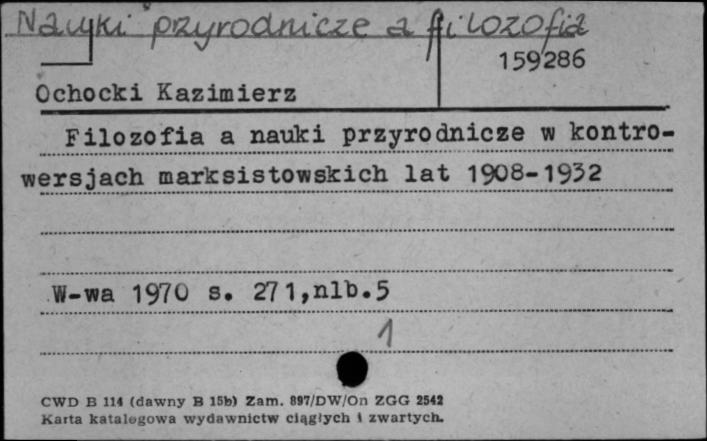 Nauki przyrodnicze a filozofia
159286
Ochocki Kazimierz
Filozofia a nauki przyrodnicze w kontro-
wersjach marksistowskich lat 1908-1932
W-wa 1970 s. 271,nlb.5
1
CWD B 114 (dawny B 15b) Zam. 897/DW/On ZGG 2542
Karta katalogowa wydawnictw ciągłych i zwartych.